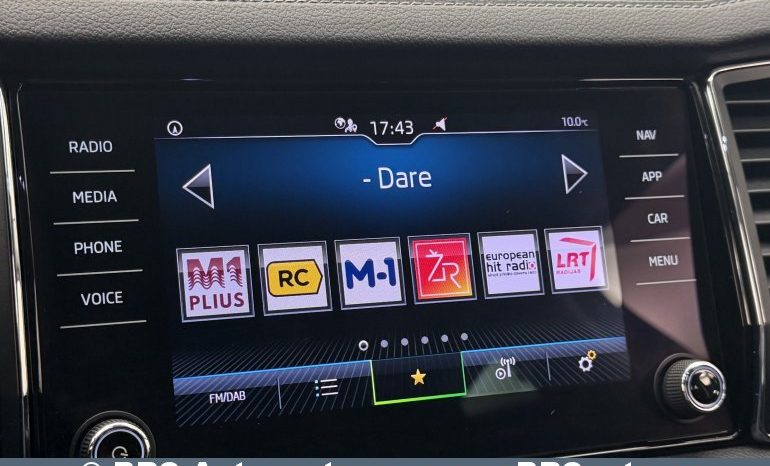 17:43
10.0°C
RADIO
MEDIA
PHONE
VOICE
- Dare
NAV
APP
CAR
MENU
M1
PLIUS
RC
M-1
ŽR
european
hit radio
LRT
RADIJAS
FM/DAB